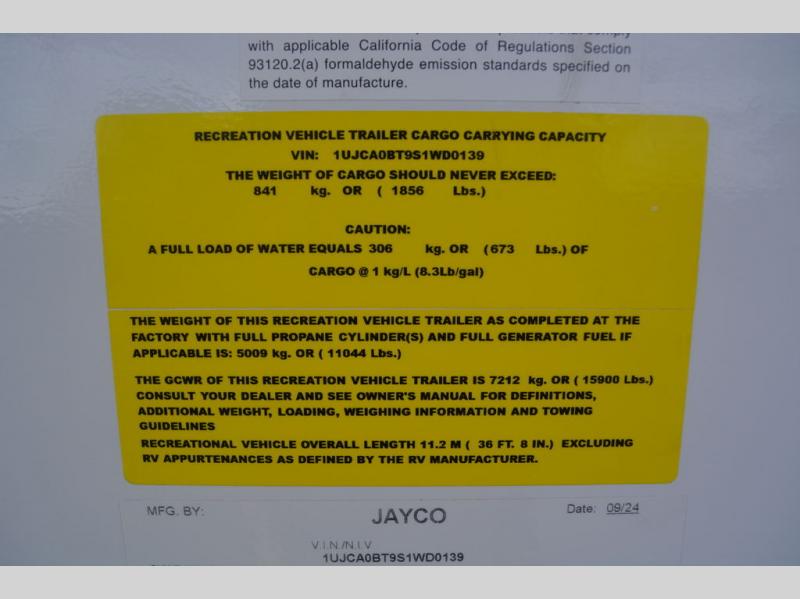 that comply
with applicable California Code of Regulations Section
93120.2(a) formaldehyde emission standards specified on
the date of manufacture.
RECREATION VEHICLE TRAILER CARGO CARRYING CAPACITY
VIN: 1UJCA0BT9S1WD0139
THE WEIGHT OF CARGO SHOULD NEVER EXCEED:
841 kg. OR ( 1856 Lbs.)
CAUTION:
A FULL LOAD OF WATER EQUALS 306 kg. OR (673 Lbs.) OF
CARGO @ 1 kg/L (8.3Lb/gal)
THE WEIGHT OF THIS RECREATION VEHICLE TRAILER AS COMPLETED AT THE
FACTORY WITH FULL PROPANE CYLINDER(S) AND FULL GENERATOR FUEL IF
APPLICABLE IS: 5009 kg. OR ( 11044 Lbs.)
THE GCWR OF THIS RECREATION VEHICLE TRAILER IS 7212 kg. OR ( 15900 Lbs.)
CONSULT YOUR DEALER AND SEE OWNER'S MANUAL FOR DEFINITIONS,
ADDITIONAL WEIGHT, LOADING, WEIGHING INFORMATION AND TOWING
GUIDELINES
RECREATIONAL VEHICLE OVERALL LENGTH 11.2 M ( 36 FT. 8 IN.) EXCLUDING
RV APPURTENANCES AS DEFINED BY THE RV MANUFACTURER.
MFG. BY: JAYCO Date: 09/24
V.I.N./N.I.V
1UJCA0BT9S1WD0139